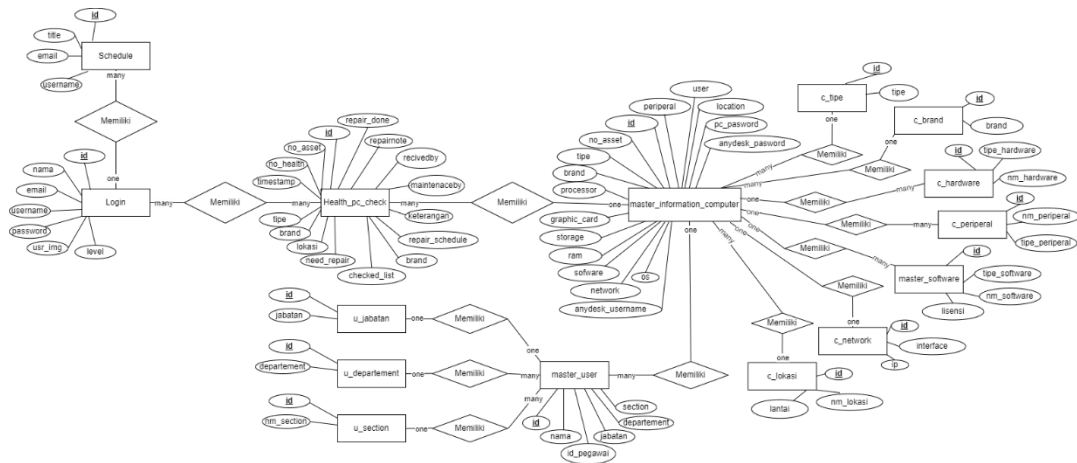 id
title
email
username
Schedule
many
Memiliki
one
id
nama
email
username
password
usr_img
level
Login
many
Memiliki
many
id
repair_done
no_asset
repairnote
no_healtn
recivedby
timestamp
maintenaceby
Health_pc_check
tipe
keterangan
brand
repair_schedule
lokasi
need_repair
brand
checked_list
many
Memiliki
one
user
periperal
location
id
pc_pasword
no_asset
anydesk_pasword
tipe
brand
processor
master_information_computer
graphic_card
storage
ram
sofware
os
network
anydesk_username
id
tipe
c_tipe
one
Memiliki
many
id
brand
c_brand
one
Memiliki
many
id
tipe_hardware
nm_hardware
c_hardware
many
Memiliki
one
id
nm_periperal
tipe_periperal
c_periperal
many
Memiliki
one
id
tipe_software
nm_software
lisensi
master_software
many
Memiliki
one
id
interface
ip
c_network
one
Memiliki
one
id
nm_lokasi
lantai
c_lokasi
one
Memiliki
many
one
Memiliki
many
id
jabatan
u_jabatan
one
Memiliki
one
id
departement
u_departement
one
Memiliki
many
id
nm_section
u_section
one
Memiliki
many
master_user
section
departement
id
nama
jabatan
id_pegawai